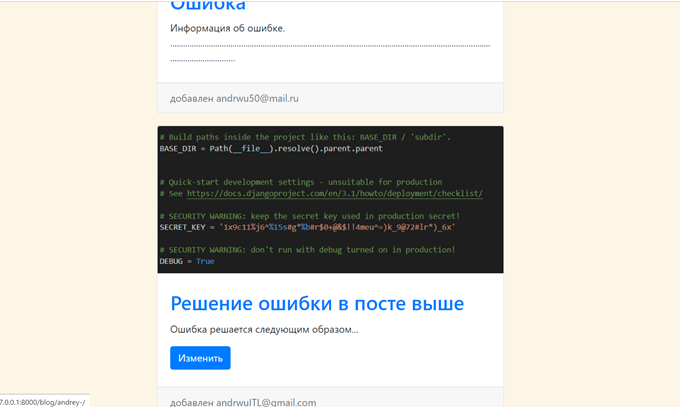 Ошибка
Информация об ошибке.
добавлен andrwu50@mail.ru
# Build paths inside the project like this: BASE_DIR / 'subdir'.
BASE_DIR = Path(__file__).resolve().parent.parent
# Quick-start development settings - unsuitable for production
# See https://docs.djangoproject.com/en/3.1/howto/deployment/checklist/
# SECURITY WARNING: keep the secret key used in production secret!
SECRET_KEY = '1x9c11%j6^%15s#g*%b#r$0+@&$!!4meu^=)k_9@72#lr*)_6x'
# SECURITY WARNING: don't run with debug turned on in production!
DEBUG = True
Решение ошибки в посте выше
Ошибка решается следующим образом...
Изменить
7.0.0.1:8000/blog/andrey-/
добавлен andrwuITL@gmail.com